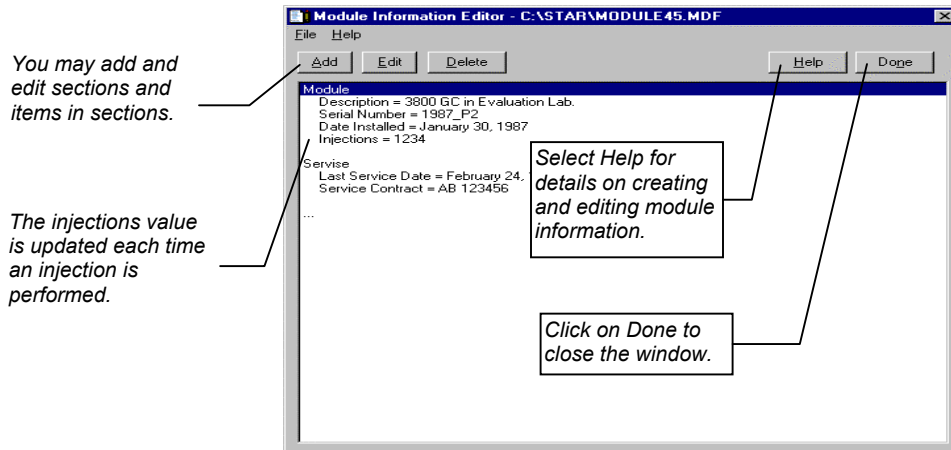 Module Information Editor - C:\STAR\MODULE45.MDF
File Help
Add Edit Delete Help Done
You may add and
edit sections and
items in sections.
Module
Description = 3800 GC in Evaluation Lab.
Serial Number = 1987_P2
Date Installed = January 30, 1987
Injections = 1234
Servise
Last Service Date = February 24,
Service Contract = AB 123456
...
Select Help for
details on creating
and editing module
information.
The injections value
is updated each time
an injection is
performed.
Click on Done to
close the window.